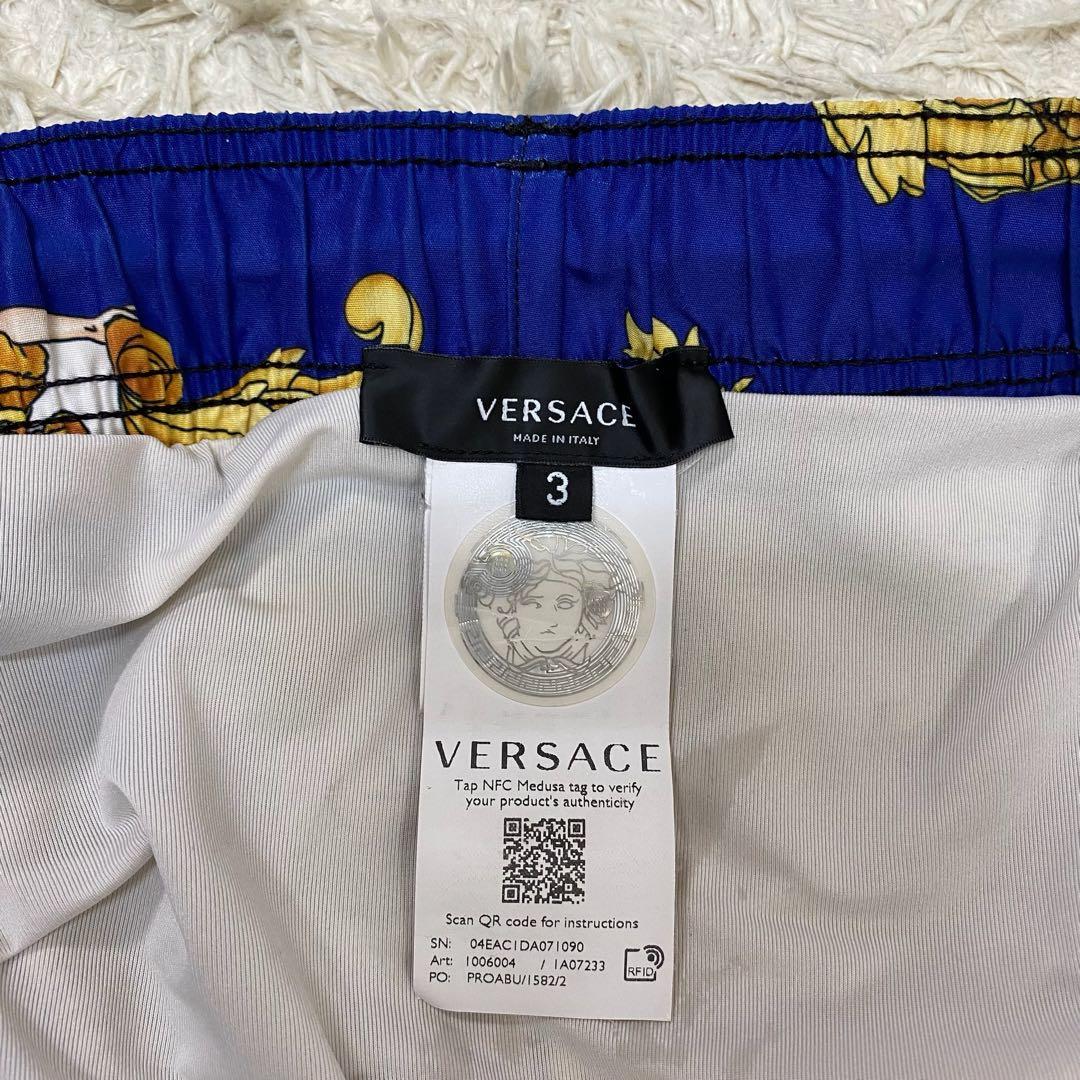 VERSACE
MADE IN ITALY
3
VERSACE
Tap NFC Medusa tag to verify
your product's authenticity
Scan QR code for instructions
SN: 04EAC1DA071090
Art: 1006004 / 1A07233
PO: PROABU/1582/2
RFID